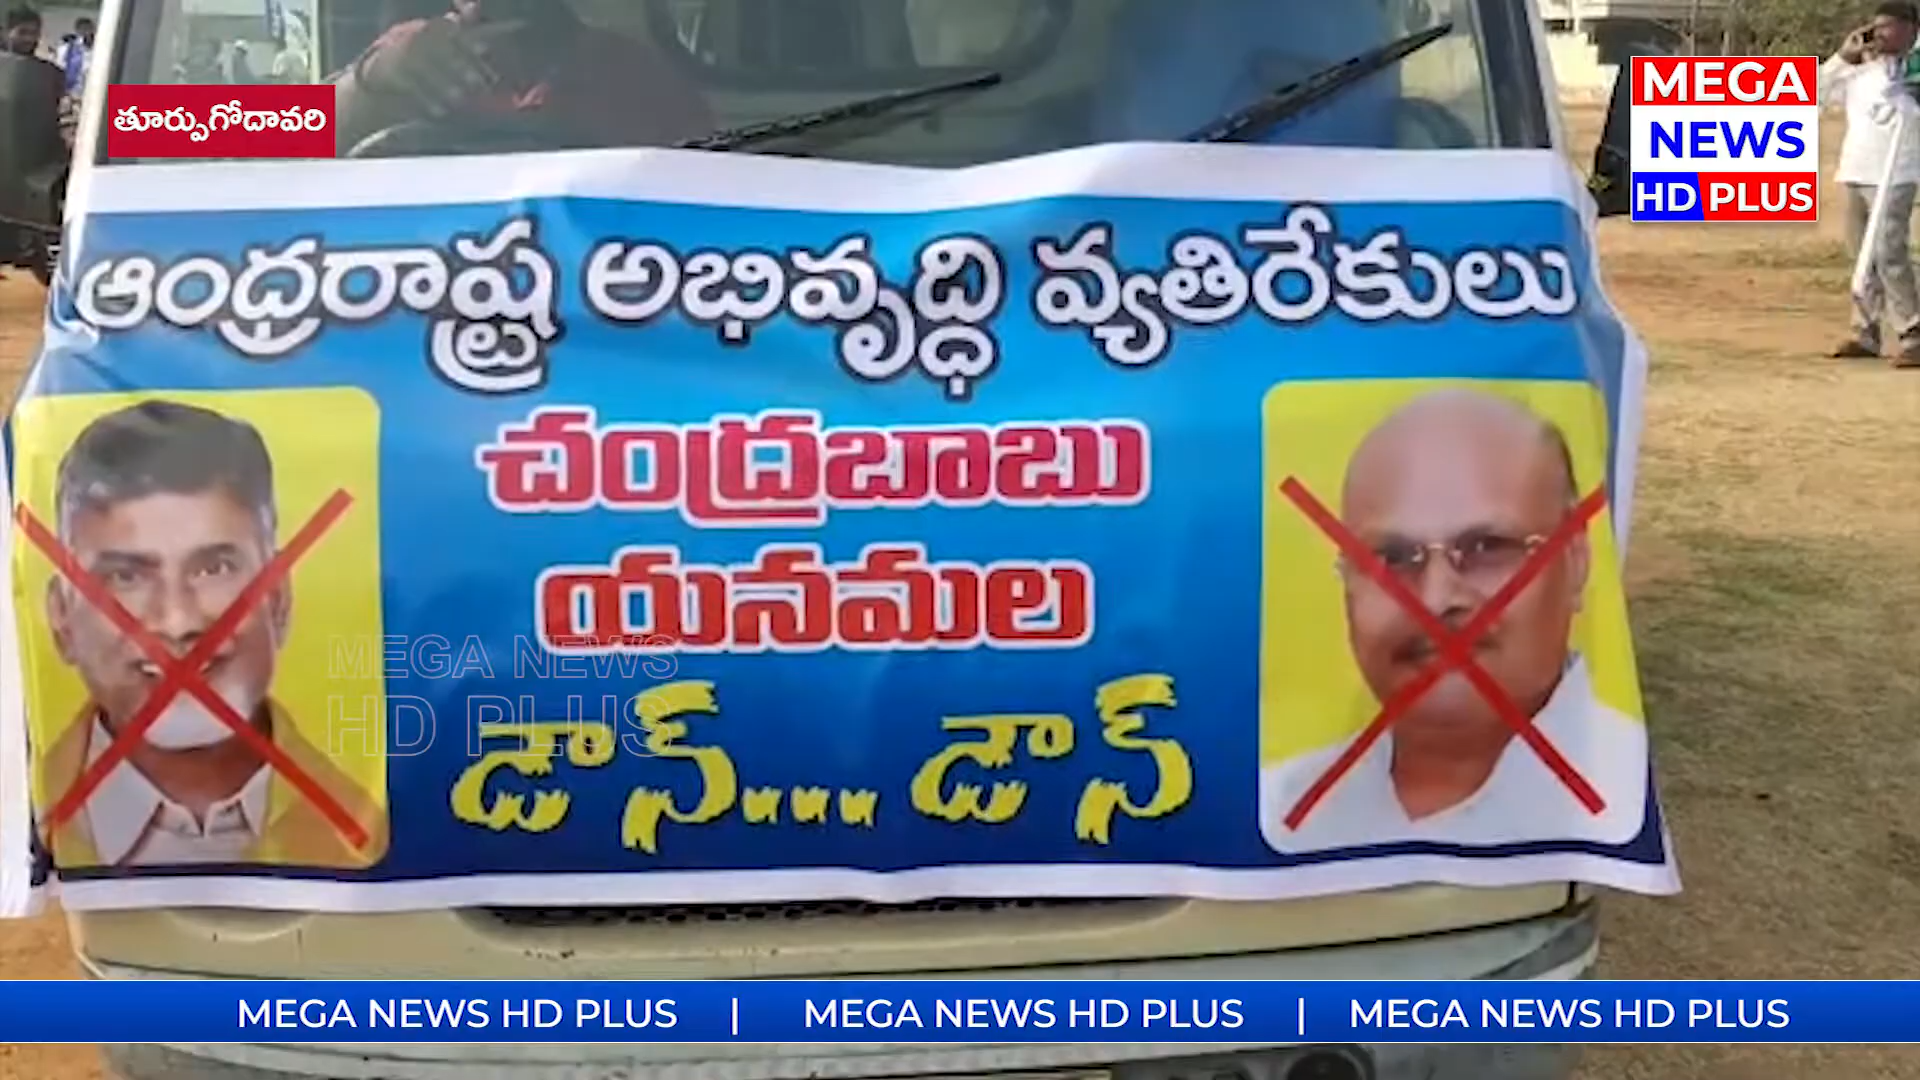 తూర్పుగోదావరి
MEGA
NEWS
HD PLUS
ఆంధ్రరాష్ట్ర అభివృద్ధి వ్యతిరేకులు
చంద్రబాబు
యనమల
డౌన్... డౌన్
MEGA NEWS
HD PLUS
MEGA NEWS HD PLUS | MEGA NEWS HD PLUS | MEGA NEWS HD PLUS